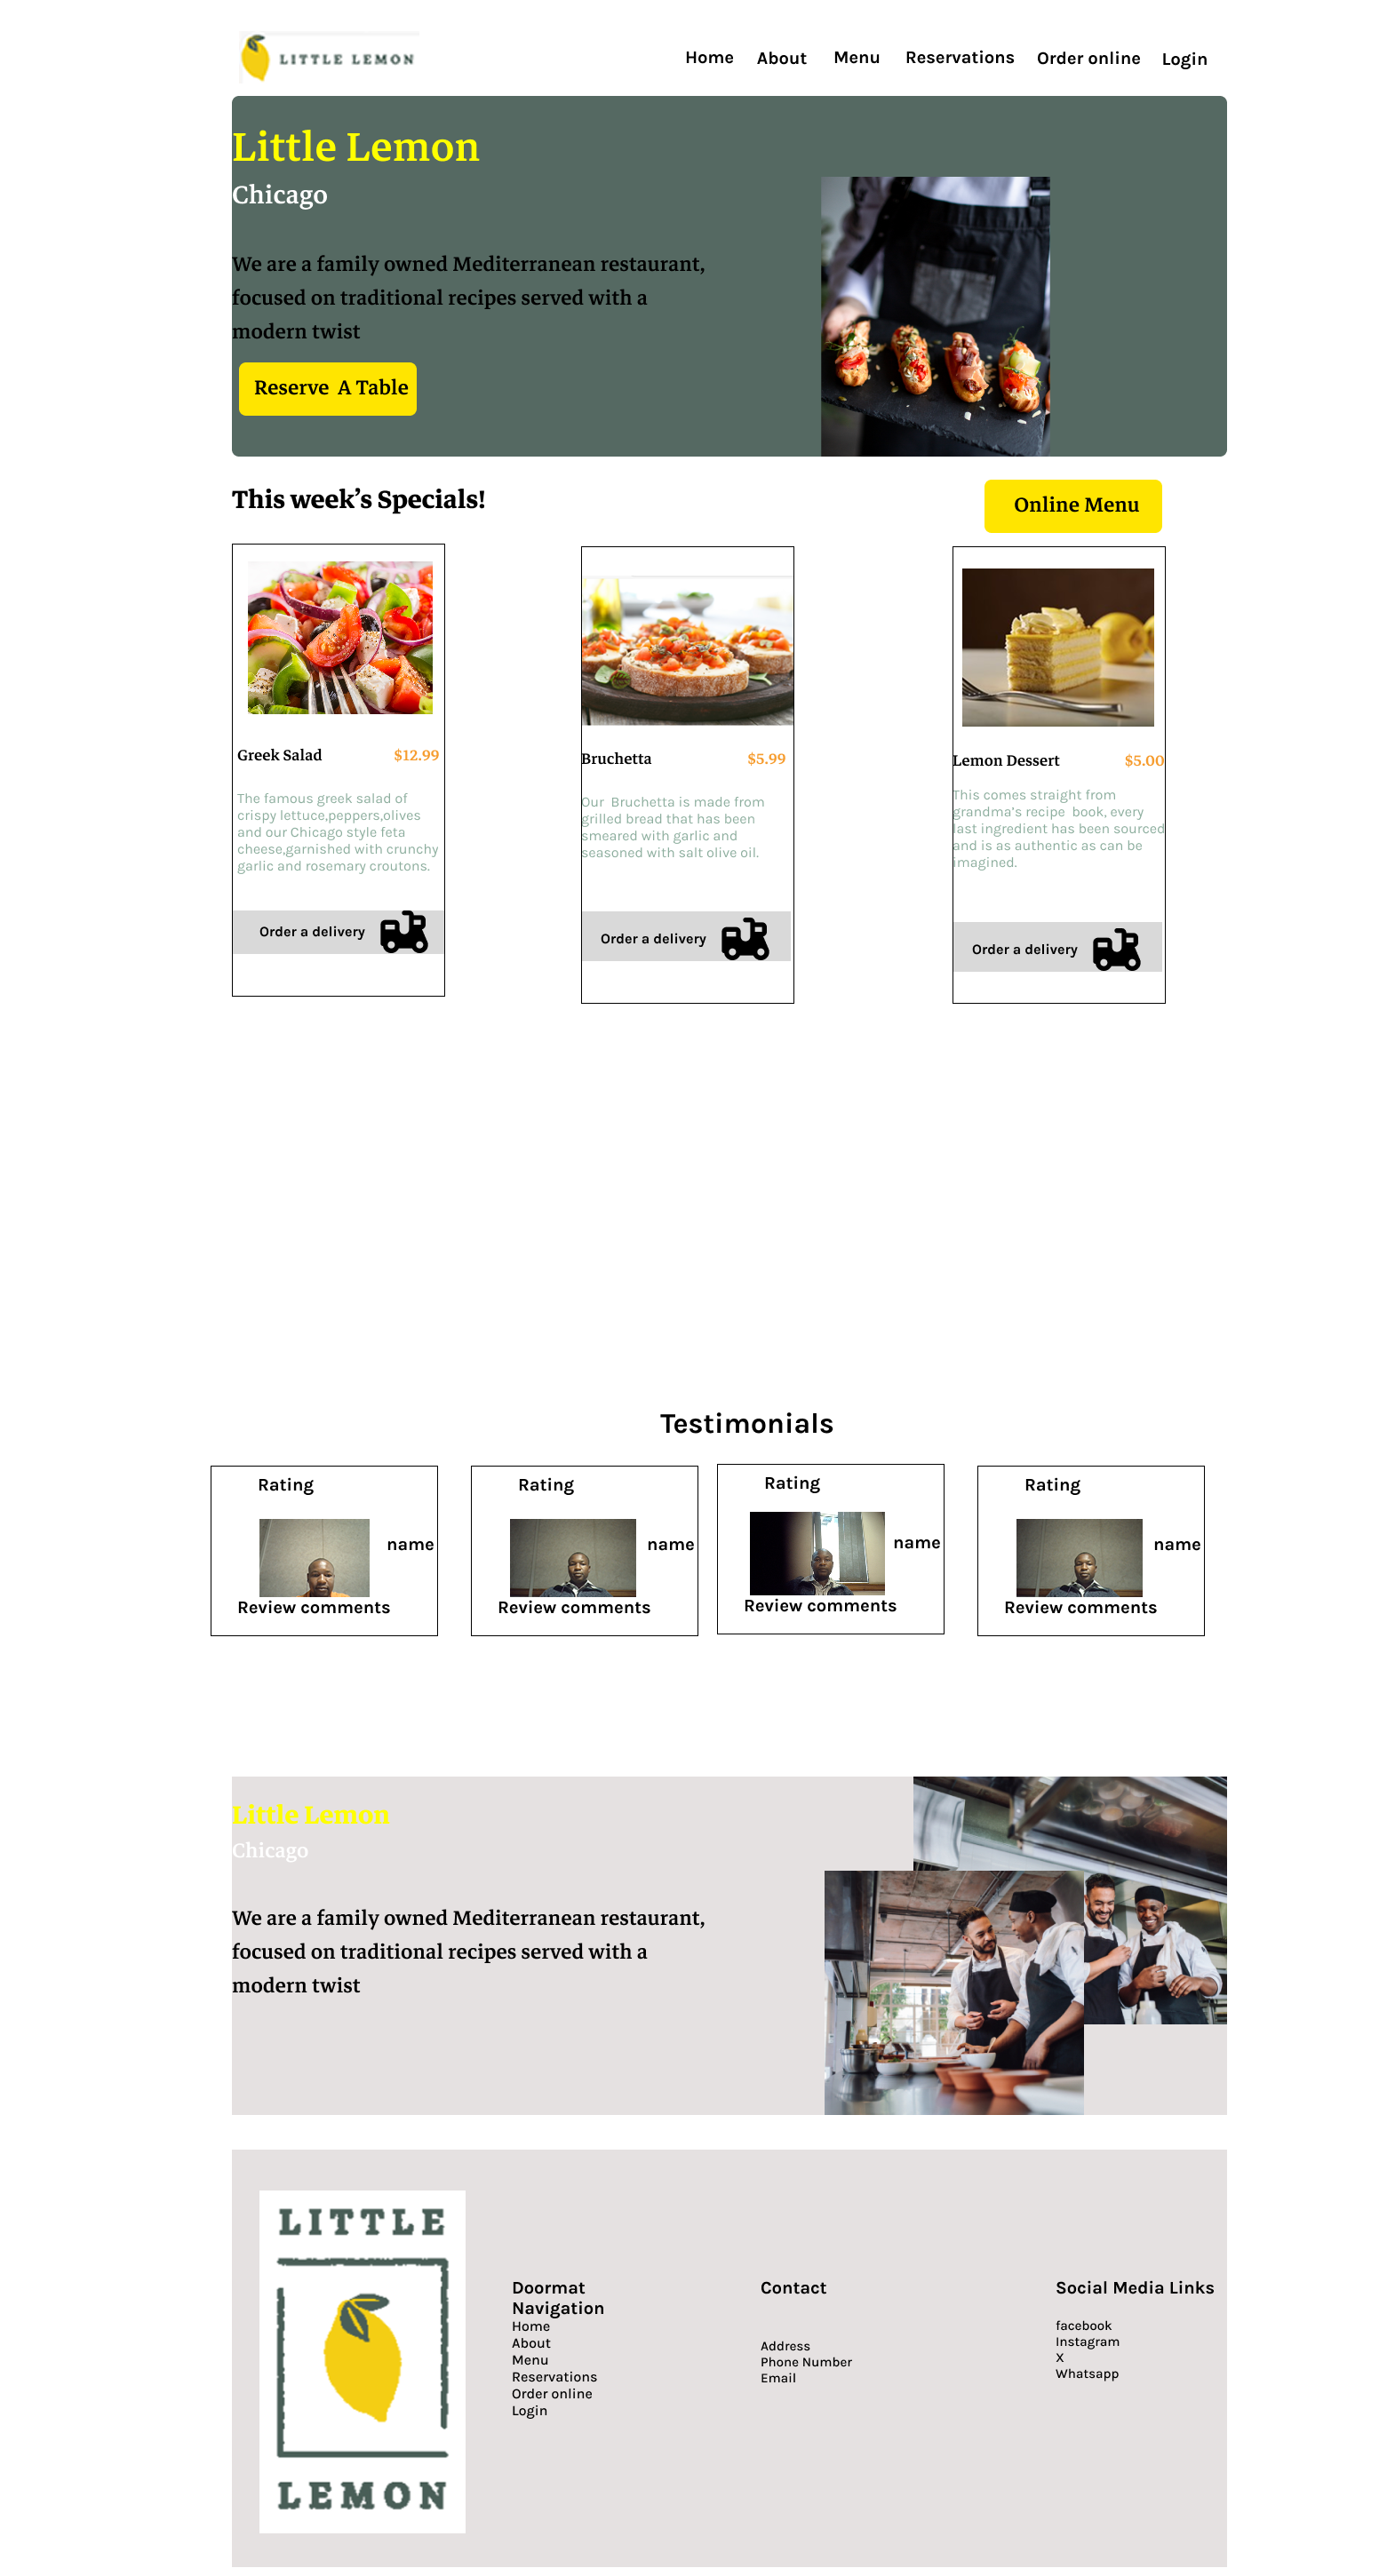 LITTLE LEMON
Home About Menu Reservations Order online Login
Little Lemon
Chicago
We are a family owned Mediterranean restaurant,
focused on traditional recipes served with a
modern twist
Reserve A Table
This week’s Specials!
Online Menu
Greek Salad $12.99
The famous greek salad of
crispy lettuce,peppers,olives
and our Chicago style feta
cheese,garnished with crunchy
garlic and rosemary croutons.
Order a delivery
Bruchetta $5.99
Our Bruchetta is made from
grilled bread that has been
smeared with garlic and
seasoned with salt olive oil.
Order a delivery
Lemon Dessert $5.00
This comes straight from
grandma’s recipe book, every
last ingredient has been sourced
and is as authentic as can be
imagined.
Order a delivery
Testimonials
Rating
name
Review comments
Rating
name
Review comments
Rating
name
Review comments
Rating
name
Review comments
Little Lemon
Chicago
We are a family owned Mediterranean restaurant,
focused on traditional recipes served with a
modern twist
LITTLE
LEMON
Doormat
Navigation
Home
About
Menu
Reservations
Order online
Login
Contact
Address
Phone Number
Email
Social Media Links
facebook
Instagram
X
Whatsapp